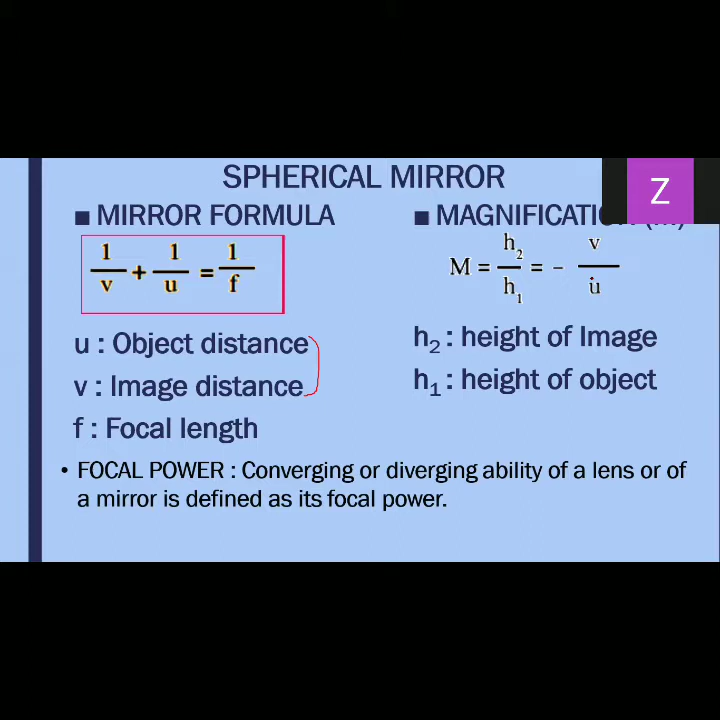 SPHERICAL MIRROR
■ MIRROR FORMULA
1/v + 1/u = 1/f
u : Object distance
v : Image distance
f : Focal length
■
M = h₂/h₁ = - v/u
h₂ : height of Image
h₁ : height of object
• FOCAL POWER : Converging or diverging ability of a lens or of
a mirror is defined as its focal power.
Z